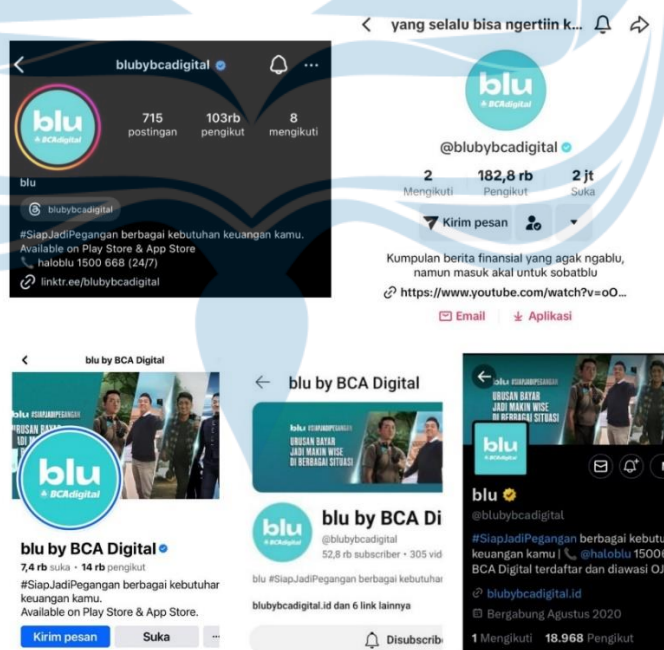 blubybcadigital
blu
BCAdigital
715
postingan
103rb
pengikut
8
mengikuti
blu
blubybcadigital
#SiapJadiPegangan berbagai kebutuhan keuangan kamu.
Available on Play Store & App Store
haloblu 1500 668 (24/7)
linktr.ee/blubybcadigital
yang selalu bisa ngertiin k...
blu
BCAdigital
@blubybcadigital
2
Mengikuti
182,8 rb
Pengikut
2 jt
Suka
Kirim pesan
Kumpulan berita finansial yang agak ngablu,
namun masuk akal untuk sobatblu
https://www.youtube.com/watch?v=oO...
Email
Aplikasi
blu by BCA Digital
blu #SIAPJADIPEGANGAN
blu
BCAdigital
blu by BCA Digital
7,4 rb suka • 14 rb pengikut
#SiapJadiPegangan berbagai kebutuhan
keuangan kamu.
Available on Play Store & App Store.
Kirim pesan
Suka
blu by BCA Digital
blu #SIAPJADIPEGANGAN
URUSAN BAYAR
JADI MAKIN WISE
DI BERBAGAI SITUASI
blu
BCAdigital
blu by BCA Di
@blubybcadigital
52,8 rb subscriber • 305 vid
blu #SiapJadiPegangan berbagai kebutuhan
blubybcadigital.id dan 6 link lainnya
Disubscrib
blu #SIAPJADIPEGANGAN
URUSAN BAYAR
JADI MAKIN WISE
DI BERBAGAI SITUASI
blu
BCAdigital
blu
@blubybcadigital
#SiapJadiPegangan berbagai kebutu
keuangan kamu | @haloblu 15006
BCA Digital terdaftar dan diawasi OJ
blubybcadigital.id
Bergabung Agustus 2020
1 Mengikuti 18.968 Pengikut